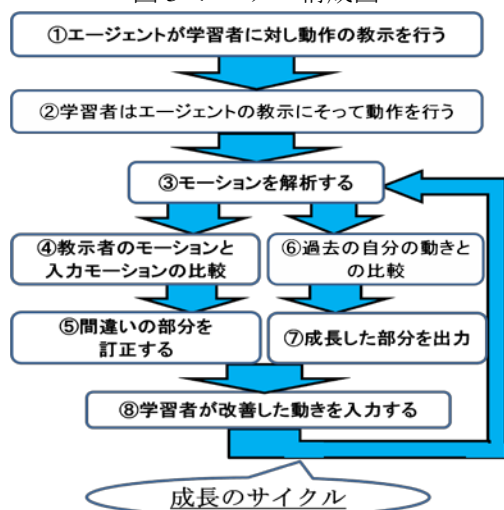 ①エージェントが学習者に対し動作の教示を行う
②学習者はエージェントの教示にそって動作を行う
③モーションを解析する
④教示者のモーションと
入力モーションの比較
⑥過去の自分の動きと
の比較
⑤間違いの部分を
訂正する
⑦成長した部分を出力
⑧学習者が改善した動きを入力する
成長のサイクル